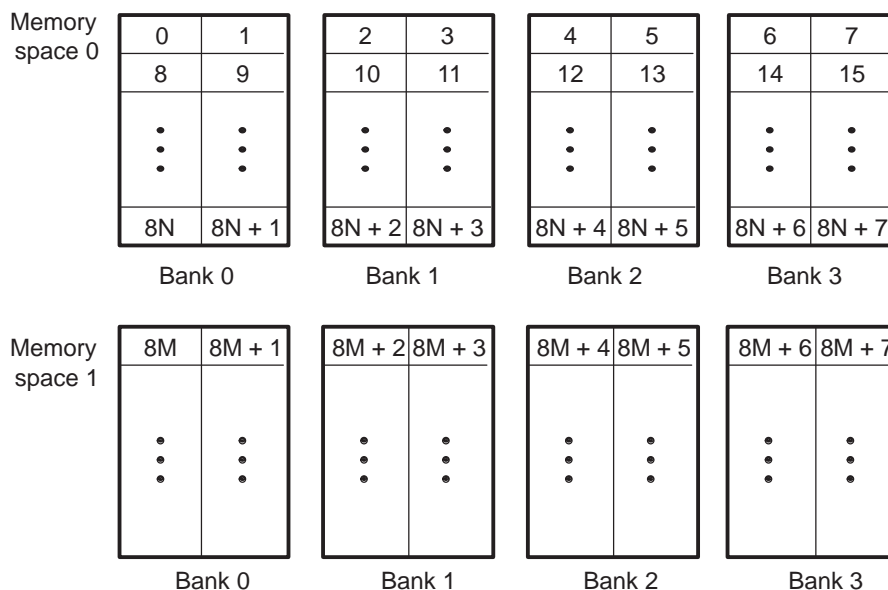 Memory space 0
0 1 2 3 4 5 6 7
8 9 10 11 12 13 14 15
8N 8N + 1 8N + 2 8N + 3 8N + 4 8N + 5 8N + 6 8N + 7
Bank 0 Bank 1 Bank 2 Bank 3
Memory space 1
8M 8M + 1 8M + 2 8M + 3 8M + 4 8M + 5 8M + 6 8M + 7
Bank 0 Bank 1 Bank 2 Bank 3